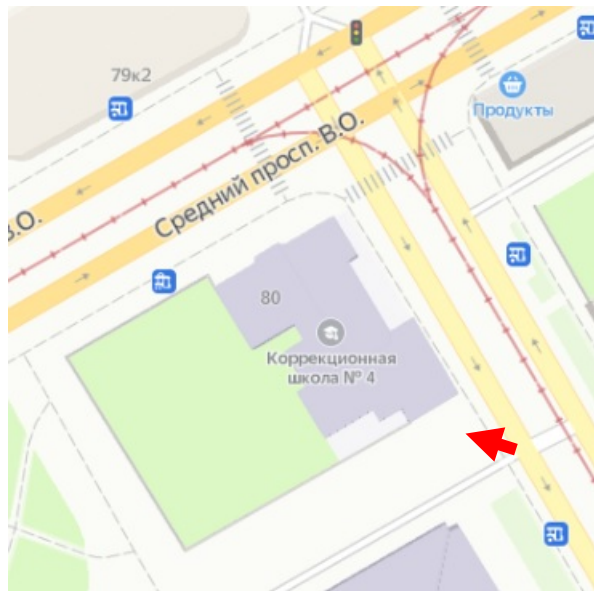 79к2
Продукты
Средний просп. В.О.
В.О.
80
Коррекционная
школа № 4